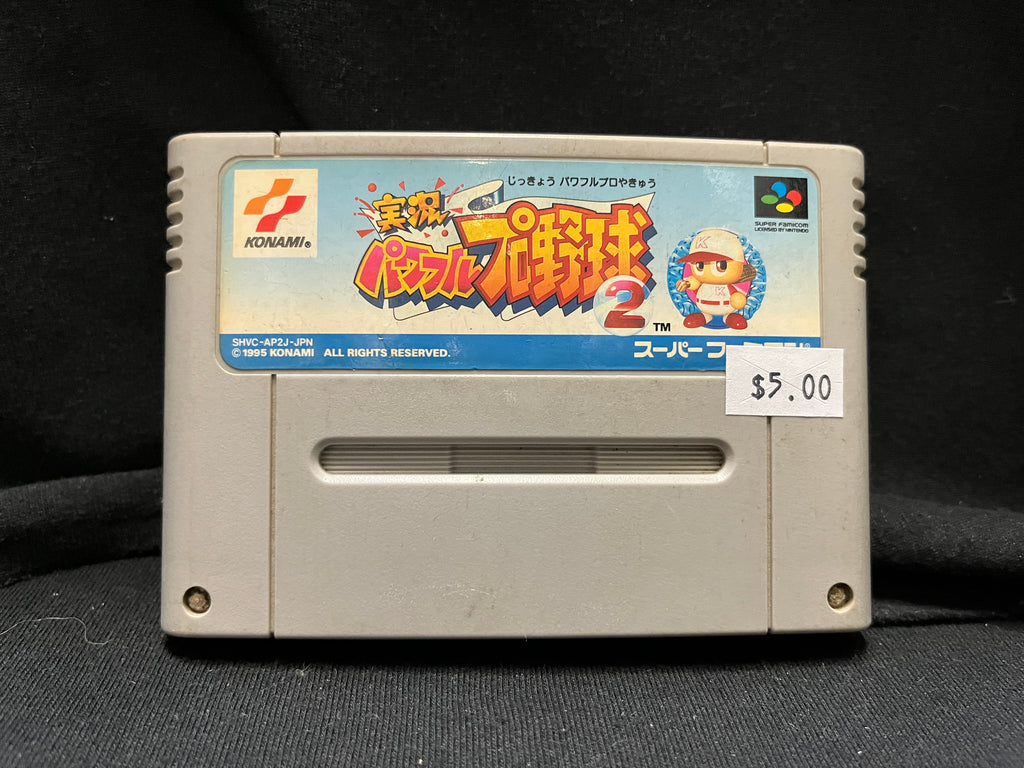 じっきょう パワフルプロやきゅう
実況
パワフルプロ野球
2 TM
KONAMI®
SUPER FAMICOM
LICENSED BY NINTENDO
K
K
SHVC-AP2J-JPN
©1995 KONAMI ALL RIGHTS RESERVED.
スーパーファ
$5.00